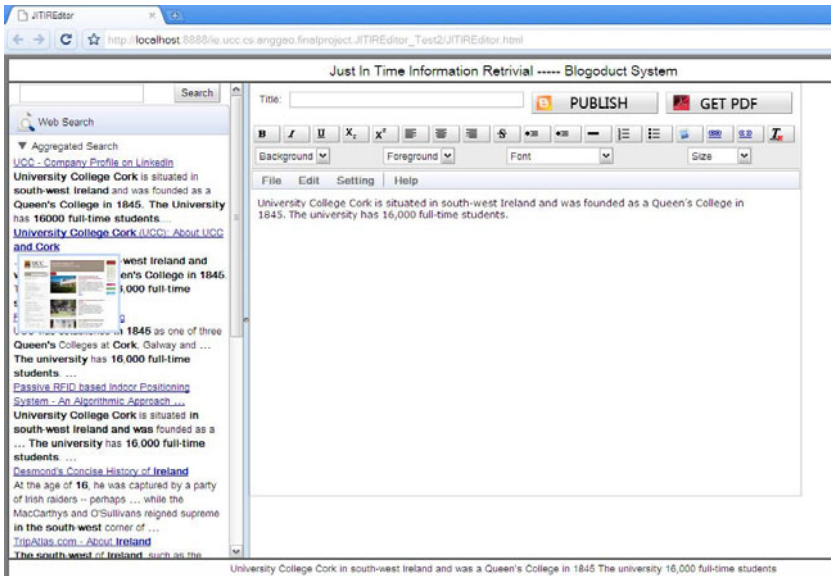 JITIREditor
http://localhost:8888/ie.ucc.cs.anggao.finalproject.JITIREditor_Test2/JITIREditor.html
Just In Time Information Retrivial ----- Blogoduct System
Search
Web Search
▼ Aggregated Search
UCC - Company Profile on LinkedIn
University College Cork is situated in
south-west Ireland and was founded as a
Queen's College in 1845. The University
has 16000 full-time students....
University College Cork (UCC): About UCC
and Cork
-west Ireland and
en's College in 1845.
,000 full-time
UCC
1845 as one of three
Queen's Colleges at Cork, Galway and ...
The university has 16,000 full-time
students. ...
Passive RFID based Indoor Positioning
System - An Algorithmic Approach ...
University College Cork is situated in
south-west Ireland and was founded as a
... The university has 16,000 full-time
students. ...
Desmond's Concise History of Ireland
At the age of 16, he was captured by a party
of Irish raiders -- perhaps ... while the
MacCarthys and O'Sullivans reigned supreme
in the south-west corner of ...
TripAtlas.com - About Ireland
The south-west of Ireland, such as the
Title:
PUBLISH
GET PDF
B I U X₂ X² S
Background Foreground Font Size
File Edit Setting Help
University College Cork is situated in south-west Ireland and was founded as a Queen's College in
1845. The university has 16,000 full-time students.
University College Cork in south-west Ireland and was a Queen's College in 1845 The university 16,000 full-time students